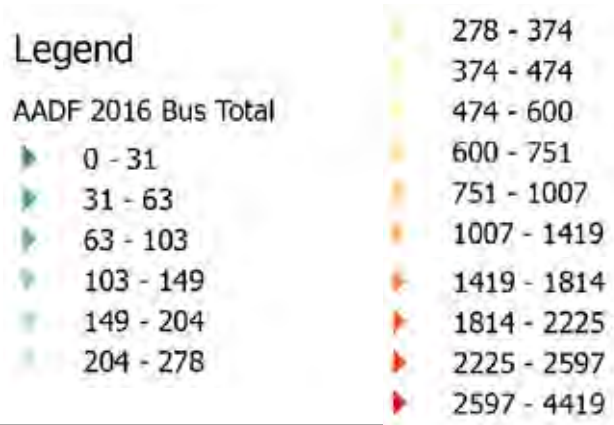 Legend
AADF 2016 Bus Total
0 - 31
31 - 63
63 - 103
103 - 149
149 - 204
204 - 278
278 - 374
374 - 474
474 - 600
600 - 751
751 - 1007
1007 - 1419
1419 - 1814
1814 - 2225
2225 - 2597
2597 - 4419